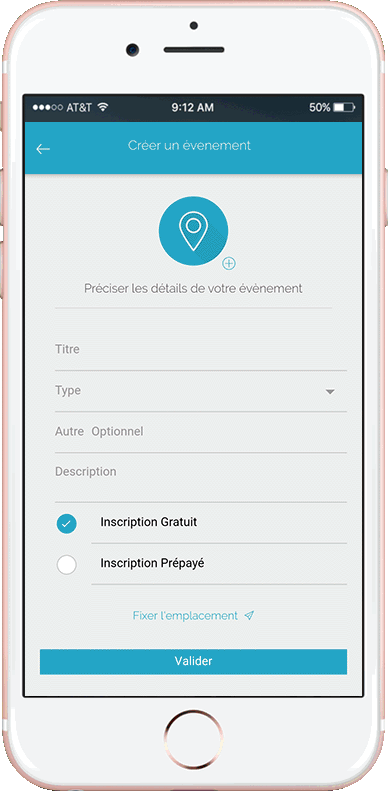 AT&T 9:12 AM 50%
Créer un évenement
Préciser les détails de votre évènement
Titre
Type
Autre Optionnel
Description
Inscription Gratuit
Inscription Prépayé
Fixer l'emplacement
Valider